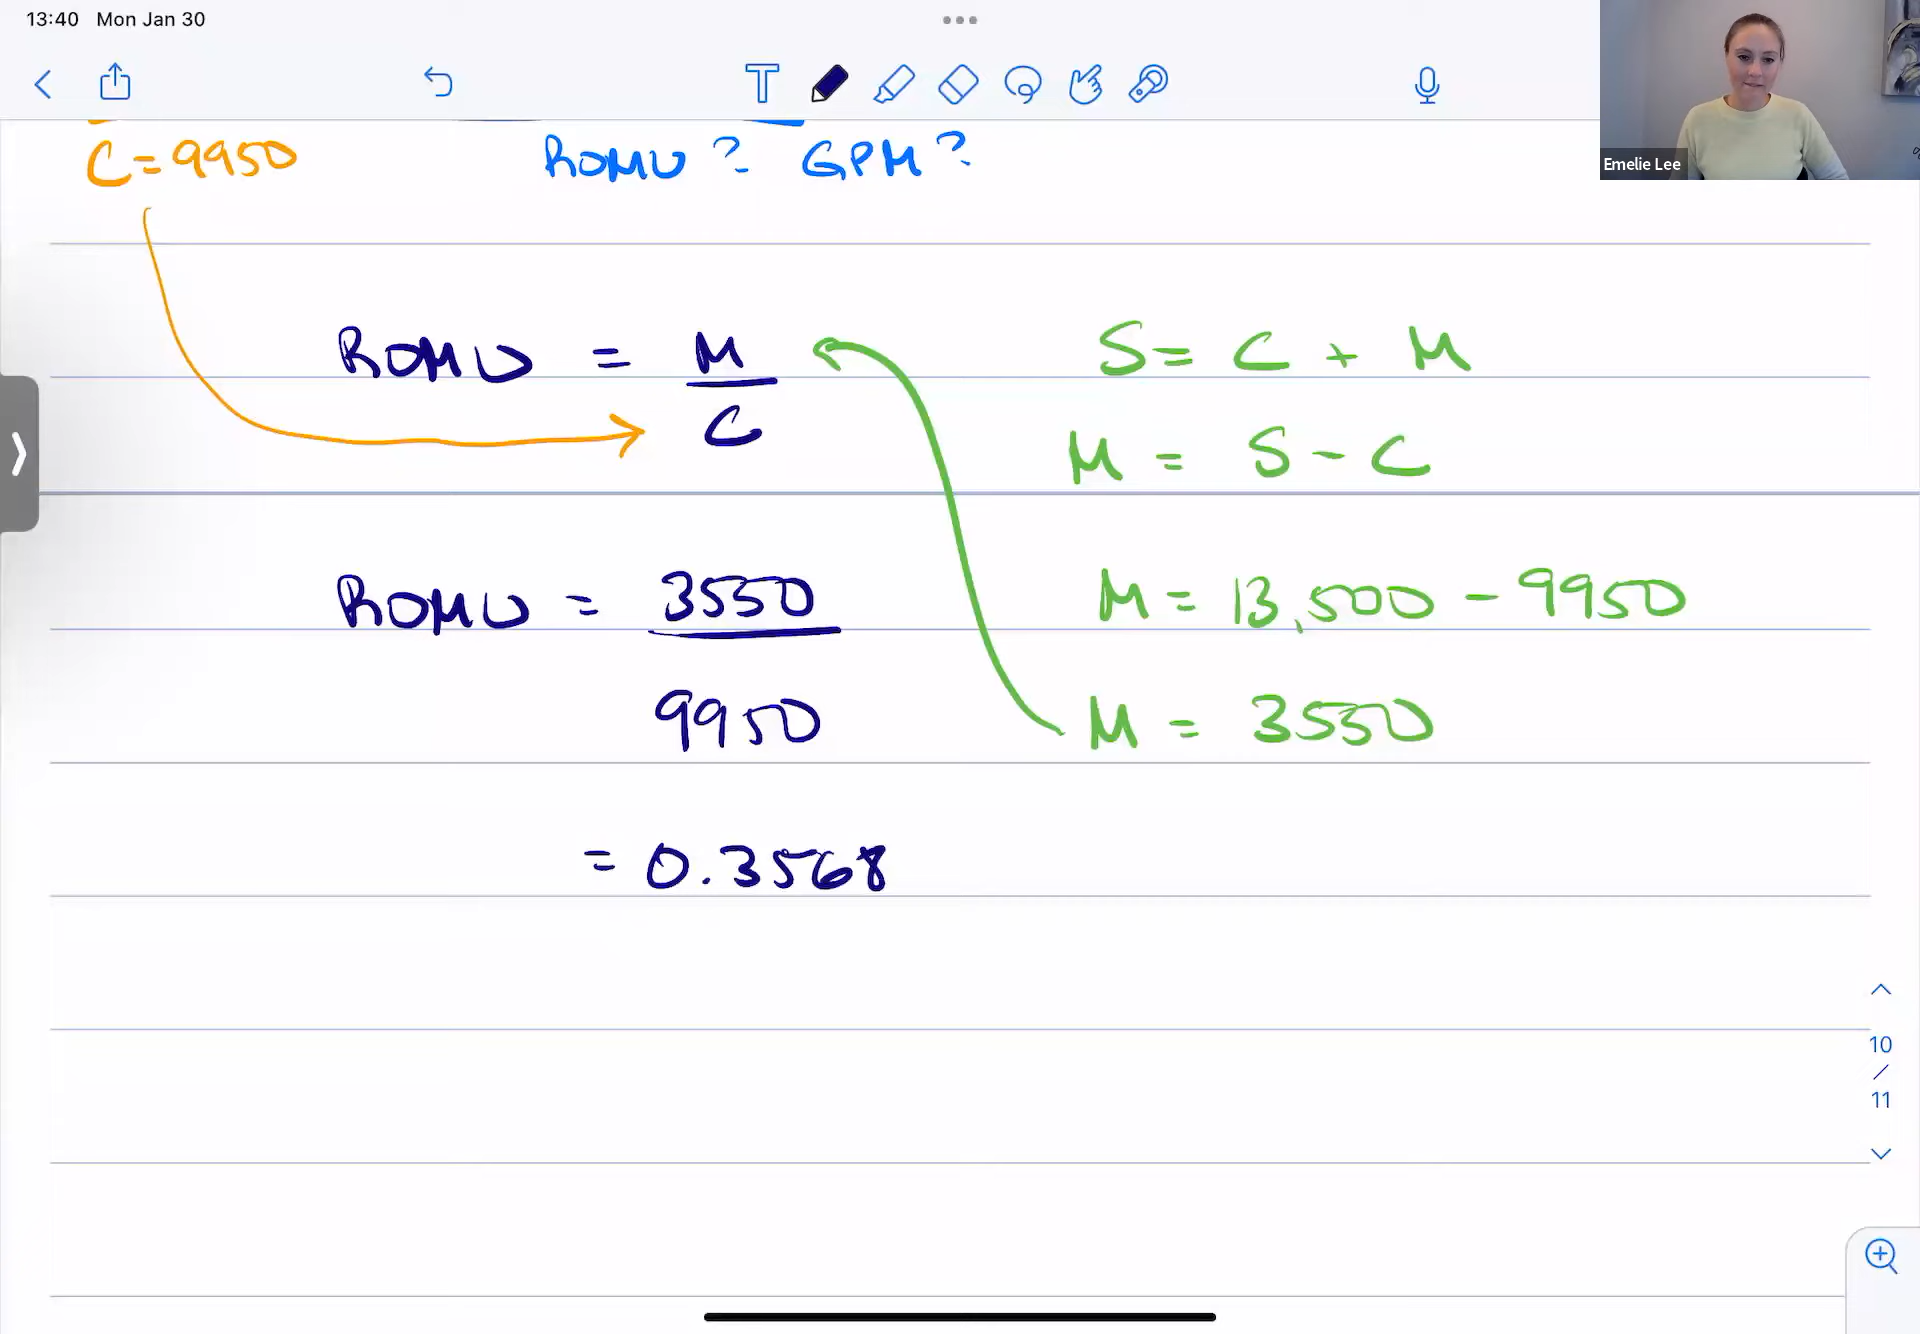 13:40 Mon Jan 30
T
Emelie Lee
C = 9950 ROMU? GPM?
ROMU = M
C
S = C + M
M = S - C
ROMU = 3550
9950
M = 13,500 - 9950
M = 3550
= 0.3568
10
/
11